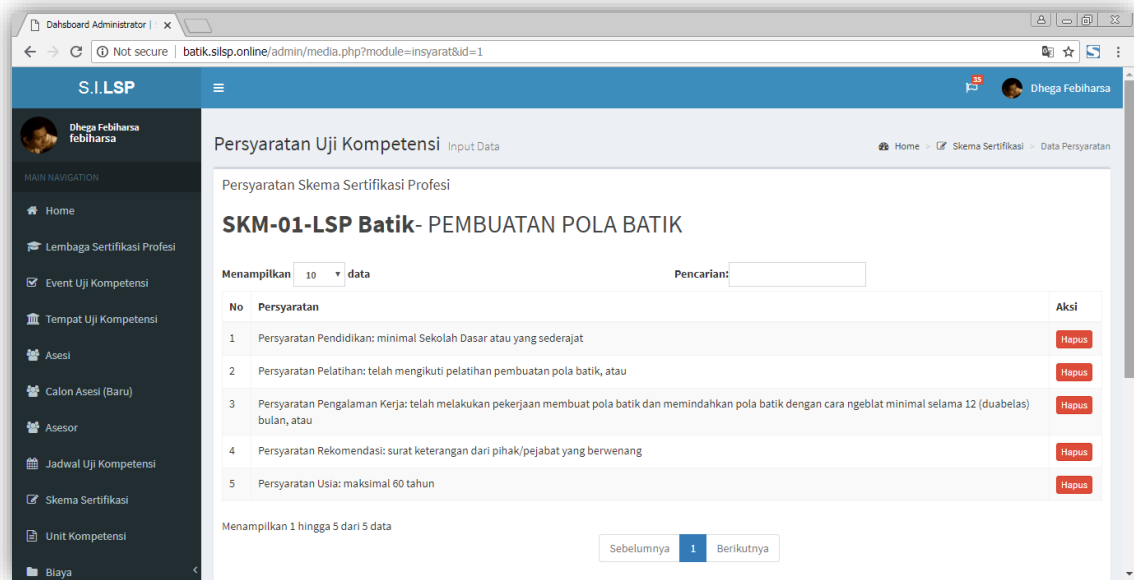 Dahsboard Administrator |
Not secure | batik.silsp.online/admin/media.php?module=insyarat&id=1
S.I.LSP
35
Dhega Febiharsa
Dhega Febiharsa
febiharsa
Persyaratan Uji Kompetensi Input Data
Home > Skema Sertifikasi > Data Persyaratan
MAIN NAVIGATION
Home
Lembaga Sertifikasi Profesi
Event Uji Kompetensi
Tempat Uji Kompetensi
Asesi
Calon Asesi (Baru)
Asesor
Jadwal Uji Kompetensi
Skema Sertifikasi
Unit Kompetensi
Biaya
Persyaratan Skema Sertifikasi Profesi
SKM-01-LSP Batik- PEMBUATAN POLA BATIK
Menampilkan 10 data
Pencarian:
No Persyaratan Aksi
1 Persyaratan Pendidikan: minimal Sekolah Dasar atau yang sederajat Hapus
2 Persyaratan Pelatihan: telah mengikuti pelatihan pembuatan pola batik, atau Hapus
3 Persyaratan Pengalaman Kerja: telah melakukan pekerjaan membuat pola batik dan memindahkan pola batik dengan cara ngeblat minimal selama 12 (duabelas) Hapus
bulan, atau
4 Persyaratan Rekomendasi: surat keterangan dari pihak/pejabat yang berwenang Hapus
5 Persyaratan Usia: maksimal 60 tahun Hapus
Menampilkan 1 hingga 5 dari 5 data
Sebelumnya 1 Berikutnya